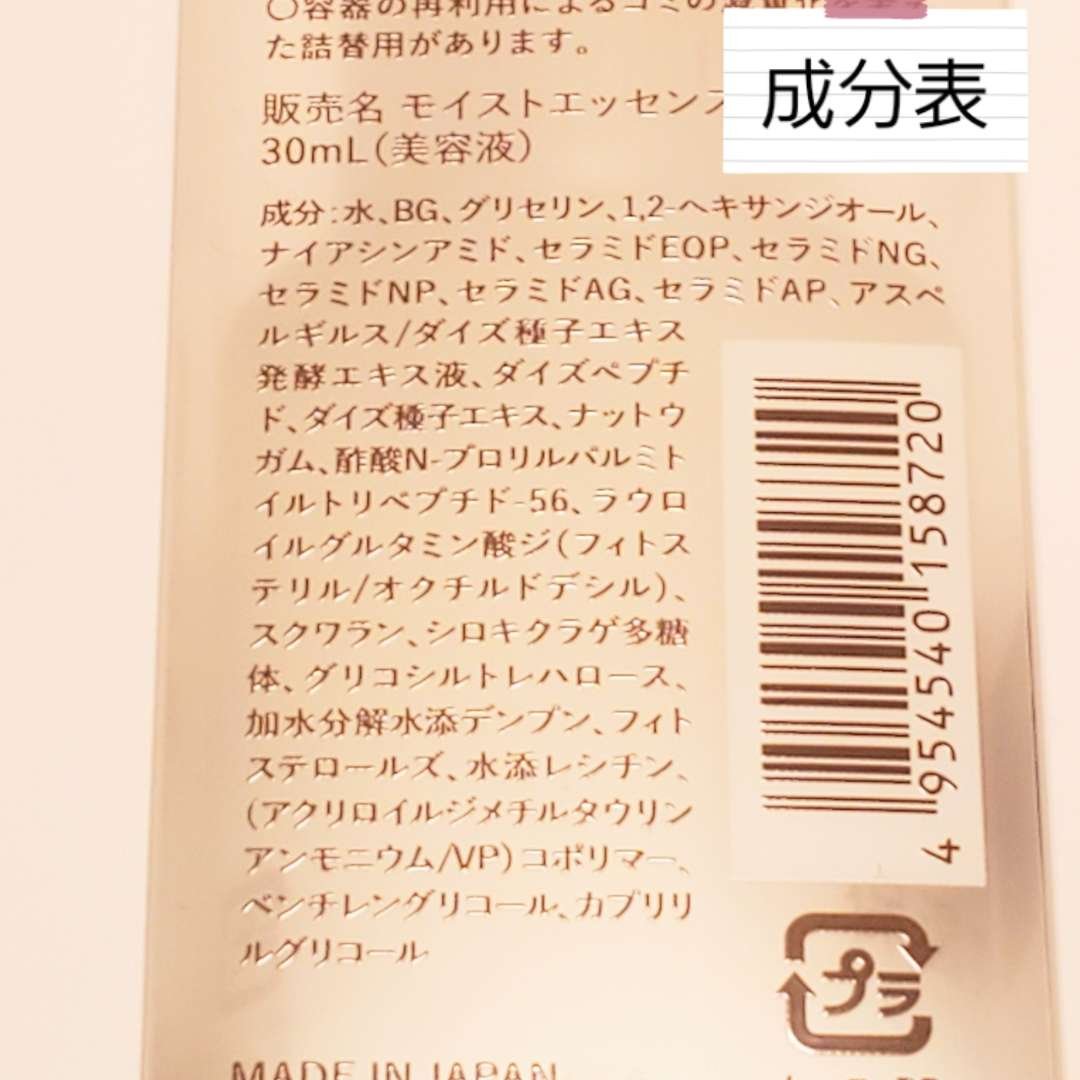 〇容器の再利用によるゴミの
た詰替用があります。
成分表
販売名 モイストエッセンス
30mL(美容液)
成分:水、BG、グリセリン、1,2-ヘキサンジオール、
ナイアシンアミド、セラミドEOP、セラミドNG、
セラミドNP、セラミドAG、セラミドAP、アスペ
ルギルス/ダイズ種子エキス
発酵エキス液、ダイズペプチ
ド、ダイズ種子エキス、ナットウ
ガム、酢酸N-プロリルパルミト
イルトリペプチド-56、ラウロ
イルグルタミン酸ジ(フィトス
テリル/オクチルドデシル)、
スクワラン、シロキクラゲ多糖
体、グリコシルトレハロース、
加水分解水添デンプン、フィト
ステロールズ、水添レシチン、
(アクリロイルジメチルタウリン
アンモニウム/VP)コポリマー、
ペンチレングリコール、カプリリ
ルグリコール
4 954540 158720
プラ
MADE IN JAPAN